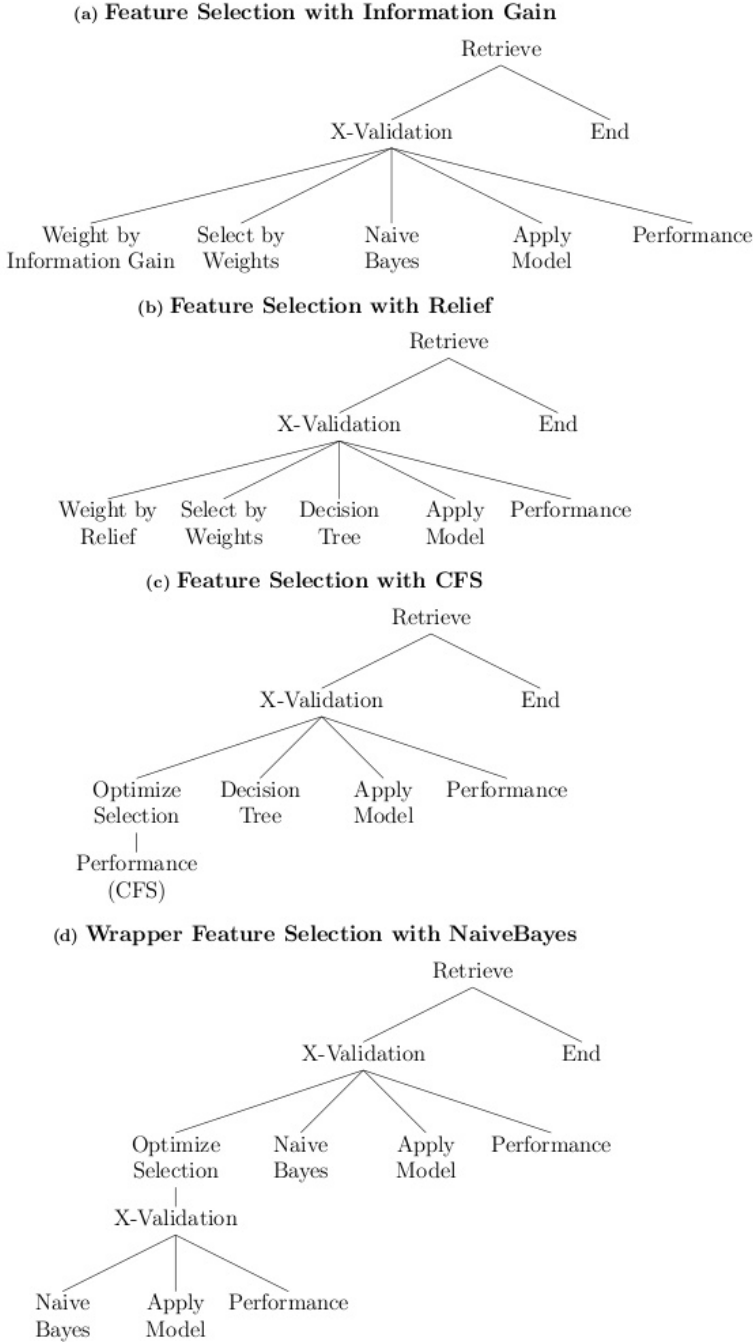 (a) Feature Selection with Information Gain
Retrieve
X-Validation End
Weight by Select by Naive Apply Performance
Information Gain Weights Bayes Model
(b) Feature Selection with Relief
Retrieve
X-Validation End
Weight by Select by Decision Apply Performance
Relief Weights Tree Model
(c) Feature Selection with CFS
Retrieve
X-Validation End
Optimize Decision Apply Performance
Selection Tree Model
Performance
(CFS)
(d) Wrapper Feature Selection with NaiveBayes
Retrieve
X-Validation End
Optimize Naive Apply Performance
Selection Bayes Model
X-Validation
Naive Apply Performance
Bayes Model